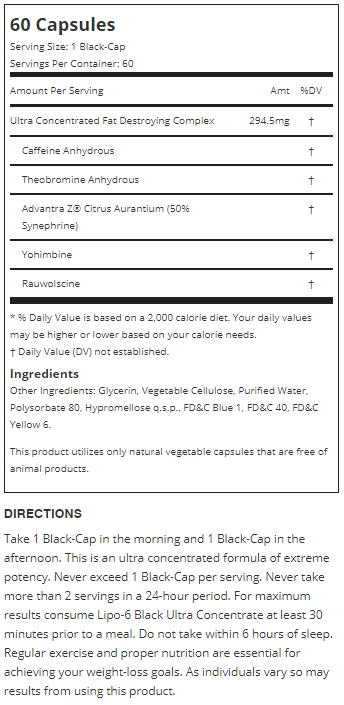 60 Capsules
Serving Size: 1 Black-Cap
Servings Per Container: 60
Amount Per Serving Amt %DV
Ultra Concentrated Fat Destroying Complex 294.5mg †
Caffeine Anhydrous †
Theobromine Anhydrous †
Advantra Z® Citrus Aurantium (50% †
Synephrine)
Yohimbine †
Rauwolscine †
* % Daily Value is based on a 2,000 calorie diet. Your daily values
may be higher or lower based on your calorie needs.
† Daily Value (DV) not established.
Ingredients
Other Ingredients: Glycerin, Vegetable Cellulose, Purified Water,
Polysorbate 80, Hypromellose q.s.p., FD&C Blue 1, FD&C 40, FD&C
Yellow 6.
This product utilizes only natural vegetable capsules that are free of
animal products.
DIRECTIONS
Take 1 Black-Cap in the morning and 1 Black-Cap in the
afternoon. This is an ultra concentrated formula of extreme
potency. Never exceed 1 Black-Cap per serving. Never take
more than 2 servings in a 24-hour period. For maximum
results consume Lipo-6 Black Ultra Concentrate at least 30
minutes prior to a meal. Do not take within 6 hours of sleep.
Regular exercise and proper nutrition are essential for
achieving your weight-loss goals. As individuals vary so may
results from using this product.